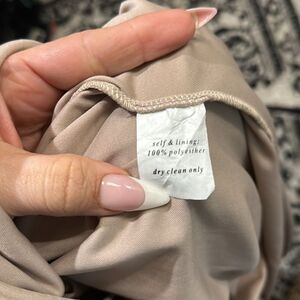 self & lining:
100% polyester
dry clean only